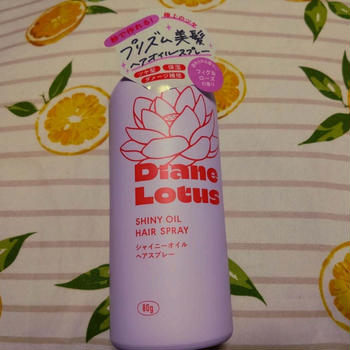 秒で作れる!
極上のツヤ
プリズム美髪
ヘアオイルスプレー
ツヤ髪
保湿
ダメージ補修
フィグ&
ローズ
の香り
Diane
Lotus
SHINY OIL
HAIR SPRAY
シャイニーオイル
ヘアスプレー
80g